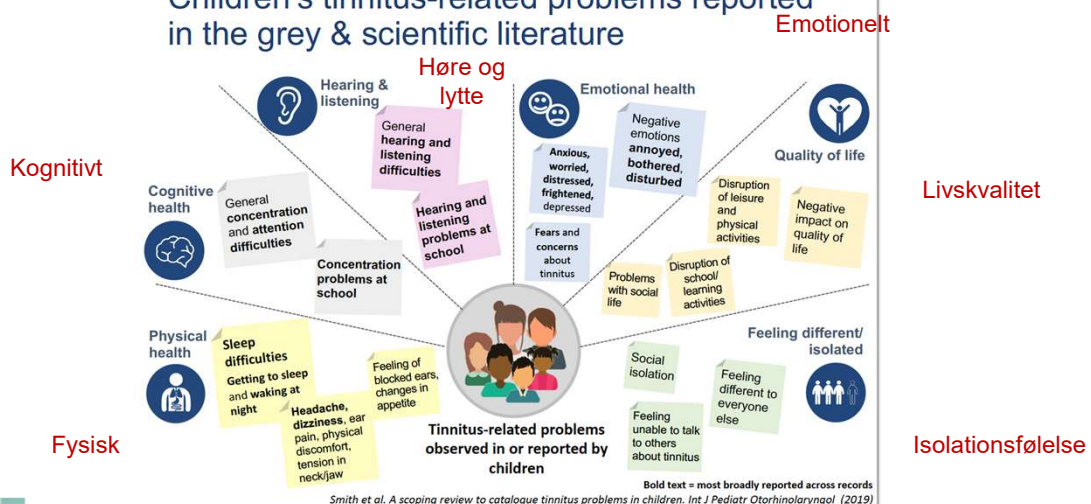 Children's tinnitus-related problems reported
in the grey & scientific literature
Emotionelt
Hearing &
listening
Høre og
lytte
Emotional health
Quality of life
Kognitivt
Livskvalitet
General
hearing and
listening
difficulties
Hearing and
listening
problems at
school
Anxious,
worried,
distressed,
frightened,
depressed
Negative
emotions
annoyed,
bothered,
disturbed
Fears and
concerns
about
tinnitus
Disruption
of leisure
and
physical
activities
Negative
impact on
quality of
life
Problems
with social
life
Disruption of
school/
learning
activities
Cognitive
health
General
concentration
and attention
difficulties
Concentration
problems at
school
Physical
health
Sleep
difficulties
Getting to sleep
and waking at
night
Headache,
dizziness, ear
pain, physical
discomfort,
tension in
neck/jaw
Feeling of
blocked ears,
changes in
appetite
Feeling different/
isolated
Social
isolation
Feeling
different to
everyone
else
Feeling
unable to talk
to others
about tinnitus
Fysisk
Isolationsfølelse
Tinnitus-related problems
observed in or reported by
children
Bold text = most broadly reported across records
Smith et al. A scoping review to catalogue tinnitus problems in children. Int J Pediatr Otorhinolaryngol (2019)